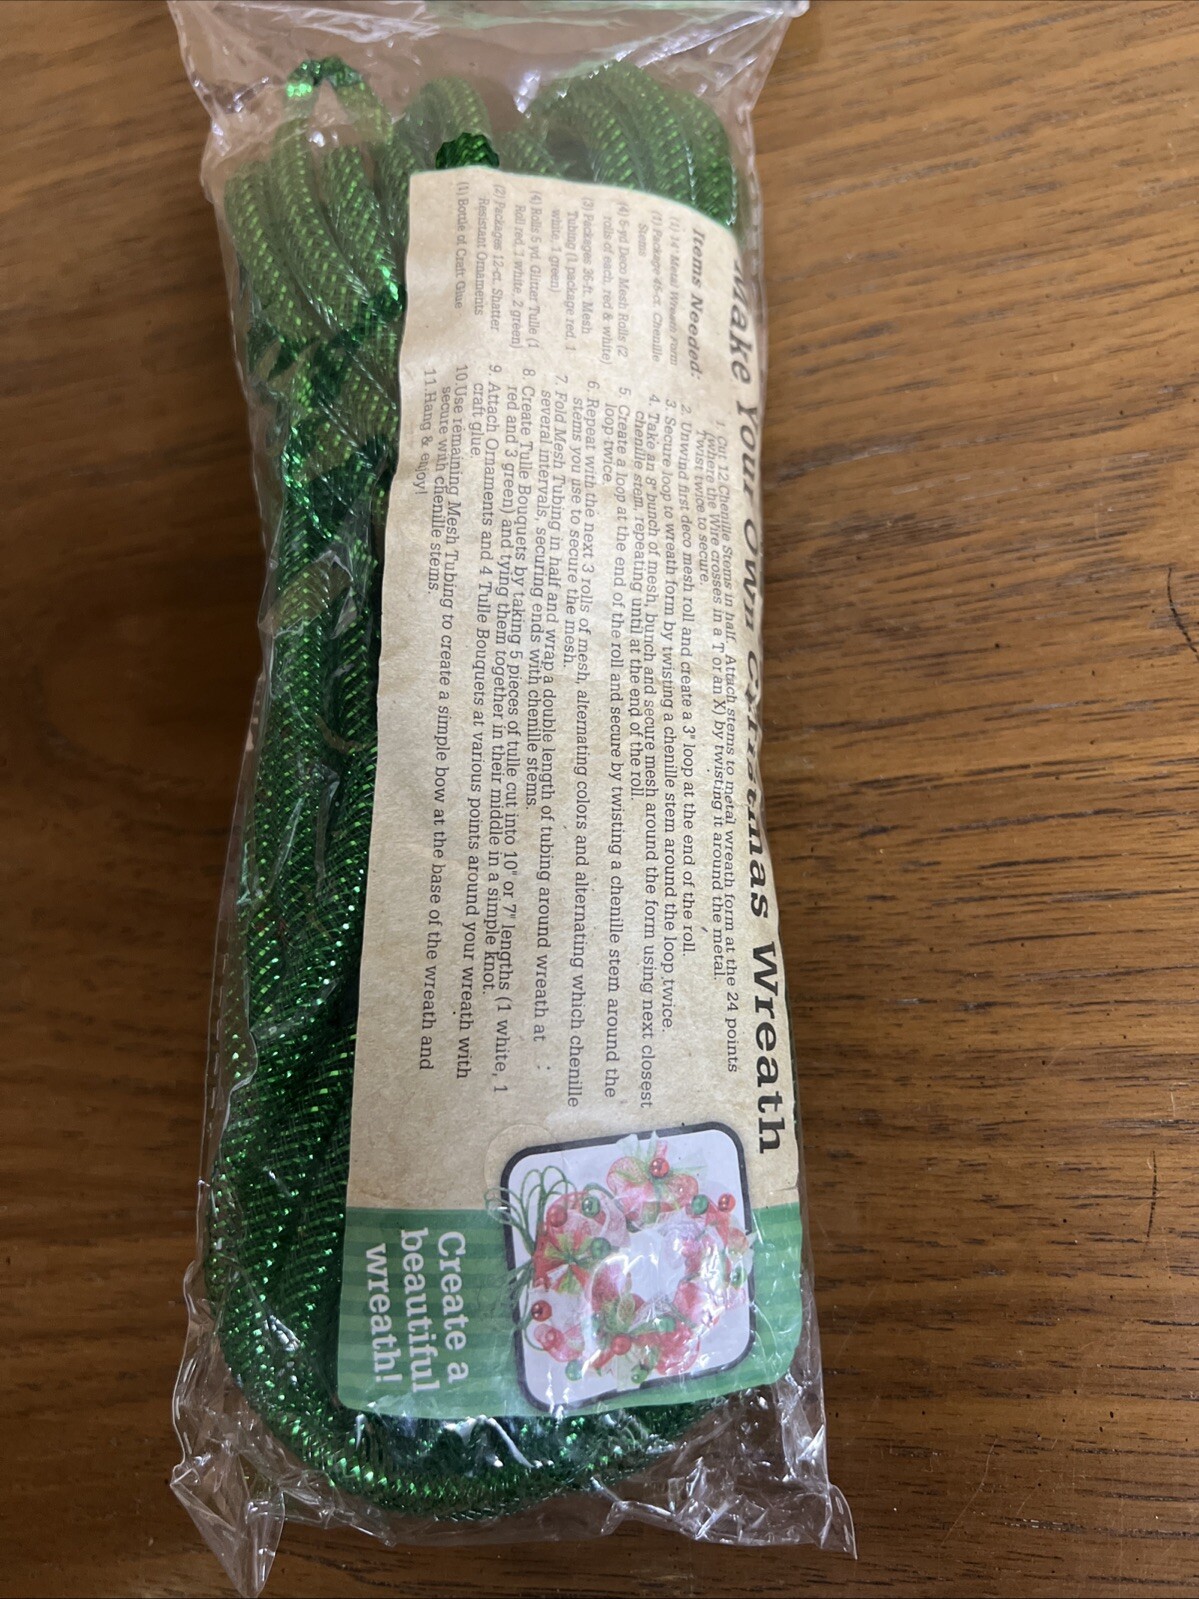 Make Your Own Christmas Wreath
Items Needed:
(1) 14" Metal Wreath Form
(1) Package 45-ct. Chenille
Stems
(4) 5-yd Deco Mesh Rolls (2
rolls of each, red & white)
(3) Packages 36-ft. Mesh
Tubing (1 package red, 1
white, 1 green)
(4) Rolls 5 yd. Glitter Tulle (1
Roll red, 1 white, 2 green)
(2) Packages 12-ct. Shatter
Resistant Ornaments
(1) Bottle of Craft Glue
1. Cut 12 Chenille Stems in half. Attach stems to metal wreath form at the 24 points
(where the Wire crosses in a T or an X) by twisting it around the metal.
Twist twice to secure.
2. Unwind first deco mesh roll and create a 3" loop at the end of the roll.
3. Secure loop to wreath form by twisting a chenille stem around the loop twice.
4. Take an 8" bunch of mesh, bunch and secure mesh around the form using next closest
chenille stem, repeating until at the end of the roll.
5. Create a loop at the end of the roll and secure by twisting a chenille stem around the
loop twice.
6. Repeat with the next 3 rolls of mesh, alternating colors and alternating which chenille
stems you use to secure the mesh.
7. Fold Mesh Tubing in half and wrap a double length of tubing around wreath at
several intervals, securing ends with chenille stems.
8. Create Tulle Bouquets by taking 5 pieces of tulle cut into 10" or 7" lengths (1 white, 1
red and 3 green) and tying them together in their middle in a simple knot.
9. Attach Ornaments and 4 Tulle Bouquets at various points around your wreath with
craft glue.
10.Use remaining Mesh Tubing to create a simple bow at the base of the wreath and
secure with chenille stems.
11.Hang & enjoy!
Create a
beautiful
wreath!